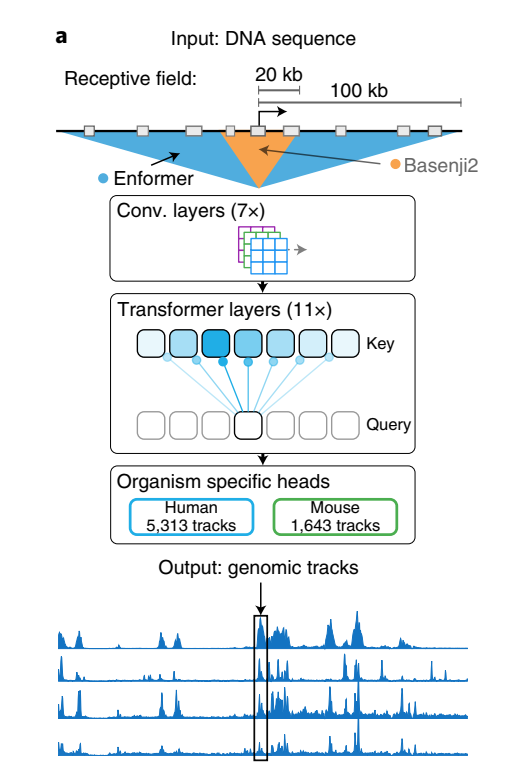 a
Input: DNA sequence
Receptive field:
20 kb
100 kb
Enformer
Basenji2
Conv. layers (7×)
Transformer layers (11×)
Key
Query
Organism specific heads
Human
5,313 tracks
Mouse
1,643 tracks
Output: genomic tracks